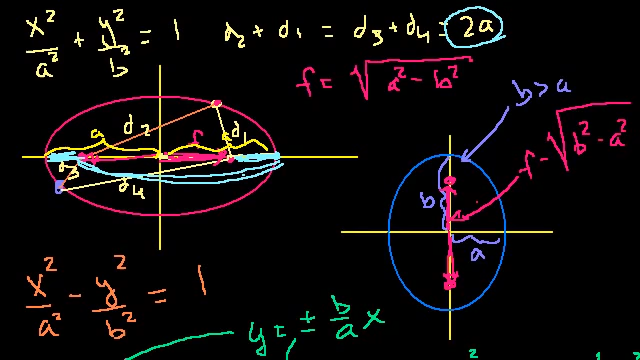 x²/a² + y²/b² = 1 d₂ + d₁ = d₃ + d₄ = 2a
f = √(a² - b²)
b > a
a d₂ f d₁
d₃ d₄
f = √(b² - a²)
b
a
x²/a² - y²/b² = 1
y = ± b/a x